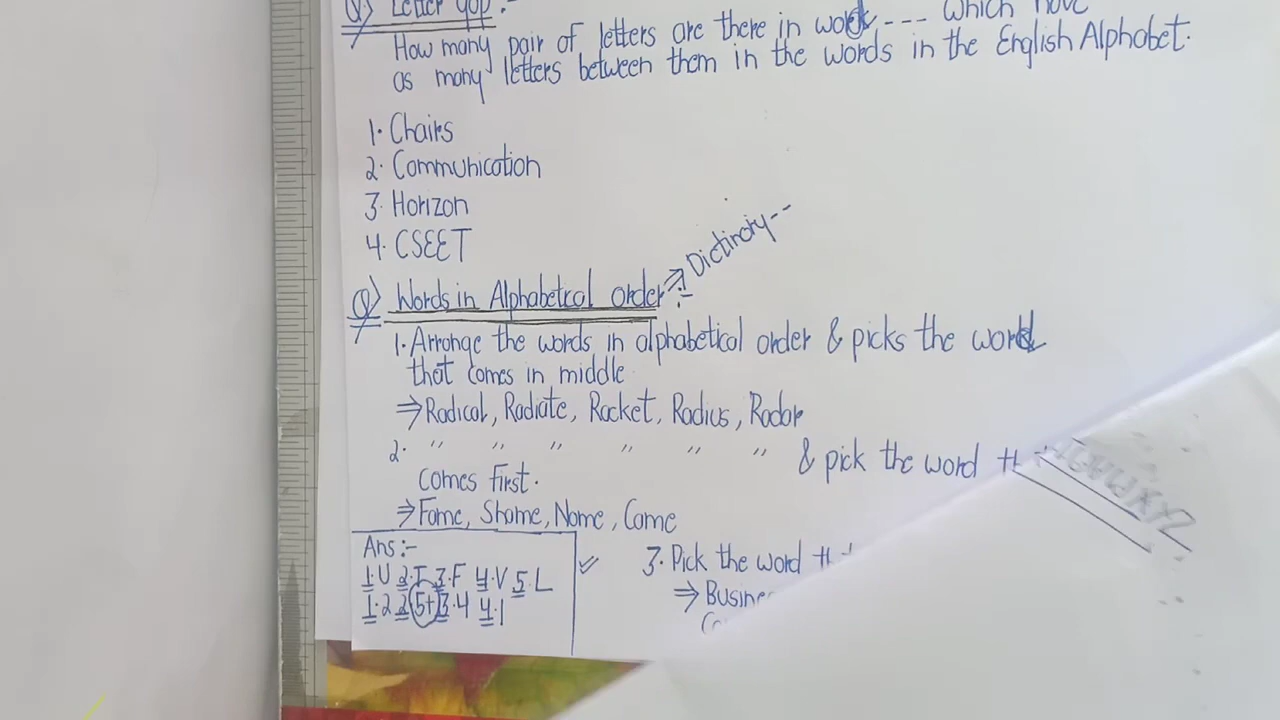 Q) Letter Gap :-
How many pair of letters are there in word --- which have
as many letters between them in the words in the English Alphabet.
1. Chairs
2. Communication
3. Horizon
4. CSEET
Q) Words in Alphabetical order :- ⇒ Dictinory--
1. Arrange the words in alphabetical order & picks the word
that comes in middle.
⇒ Radical, Radiate, Racket, Radius, Radar
2. " " " " " " & pick the word
comes first.
⇒ Fame, Shame, Name, Came
Ans :-
1. U 2. T 3. F 4. V 5. L
1. 2 2. (5+) 3. 4 4. 1
3. Pick the word
⇒ Busine